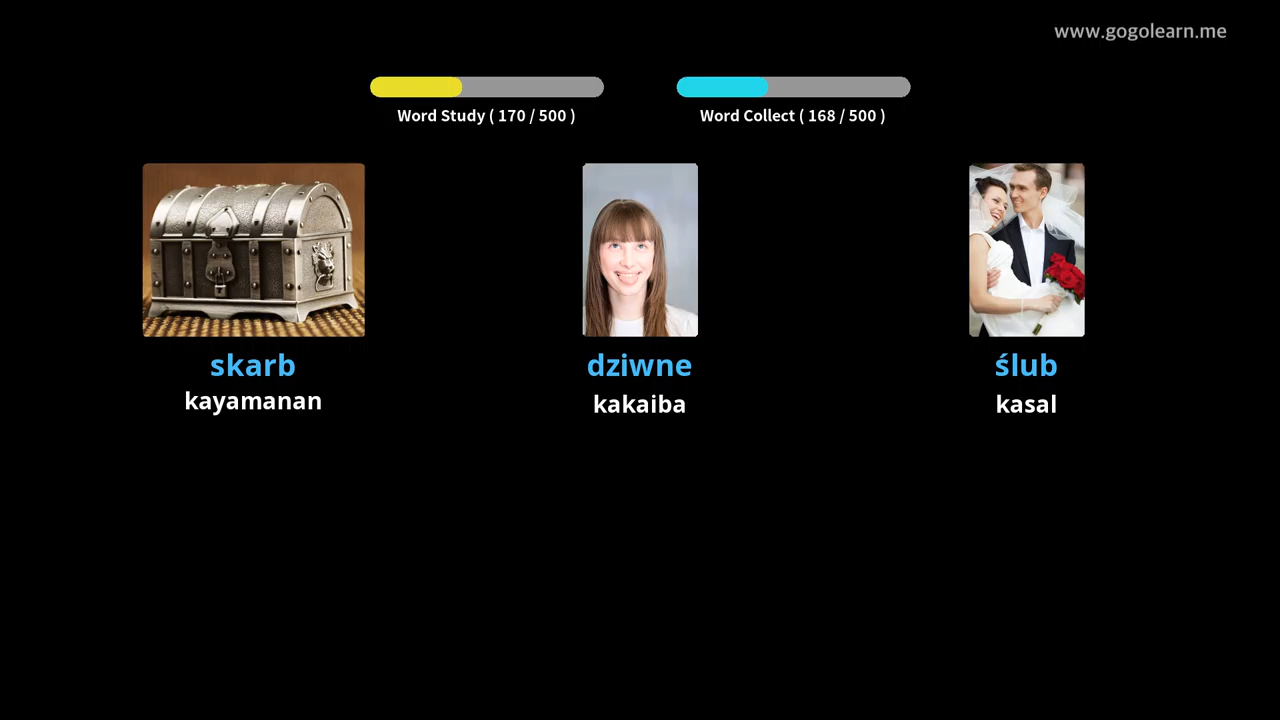 www.gogolearn.me
Word Study ( 170 / 500 )
Word Collect ( 168 / 500 )
skarb
kayamanan
dziwne
kakaiba
ślub
kasal